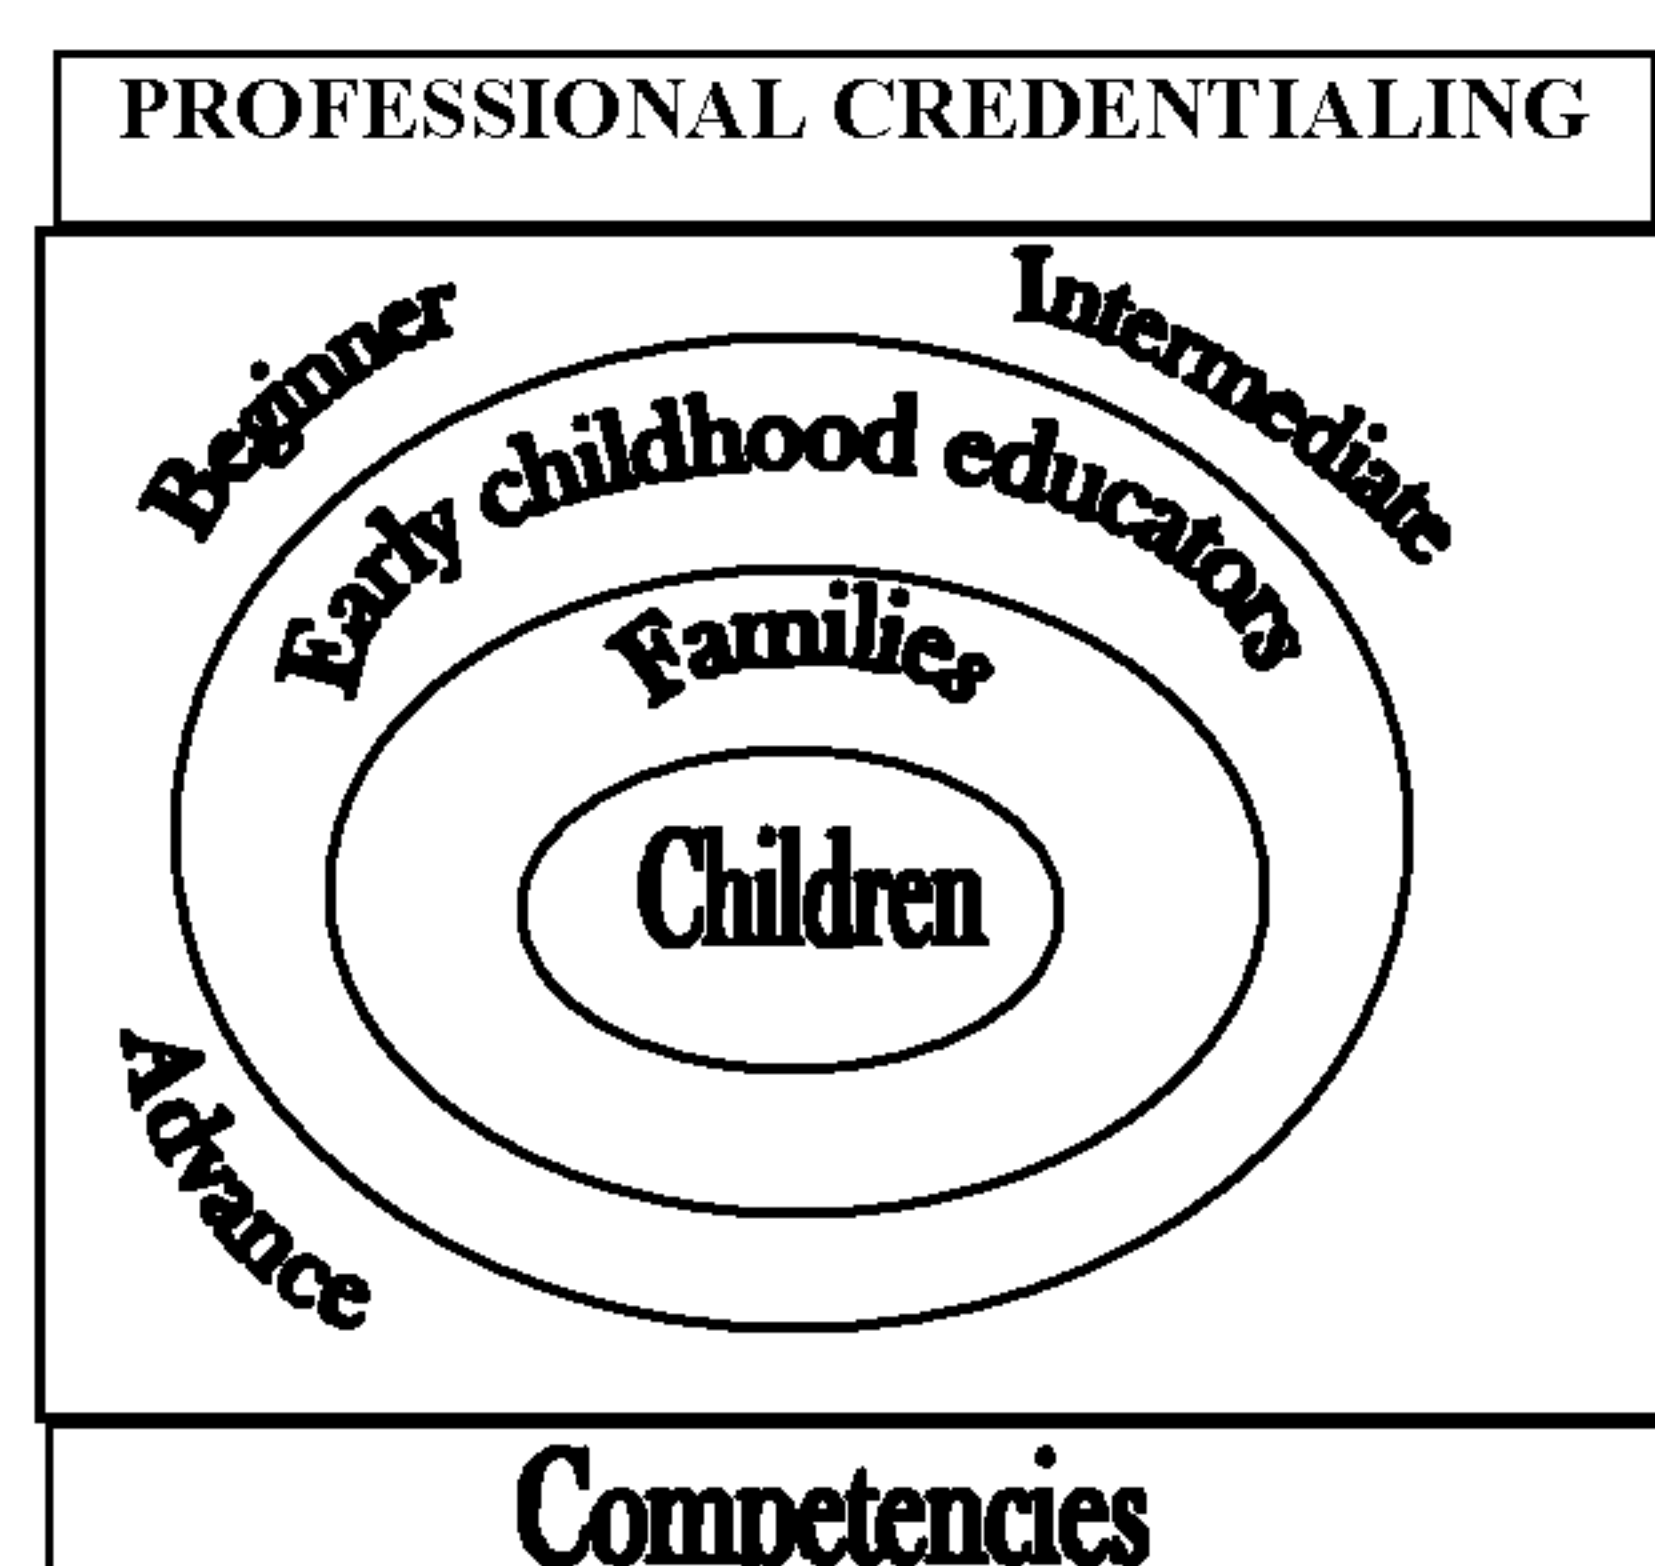 PROFESSIONAL CREDENTIALING
Beginner
Intermediate
Early childhood educators
Families
Children
Advance
Competencies